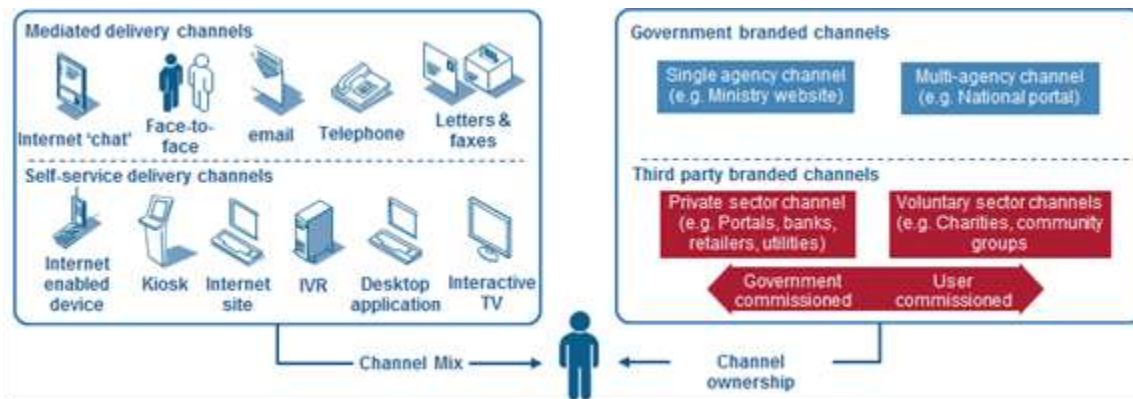 Mediated delivery channels
Internet ‘chat’
Face-to-
face
email
Telephone
Letters &
faxes
Self-service delivery channels
Internet
enabled
device
Kiosk
Internet
site
IVR
Desktop
application
Interactive
TV
Government branded channels
Single agency channel
(e.g. Ministry website)
Multi-agency channel
(e.g. National portal)
Third party branded channels
Private sector channel
(e.g. Portals, banks,
retailers, utilities)
Voluntary sector channels
(e.g. Charities, community
groups
Government
commissioned
User
commissioned
Channel Mix
Channel
ownership